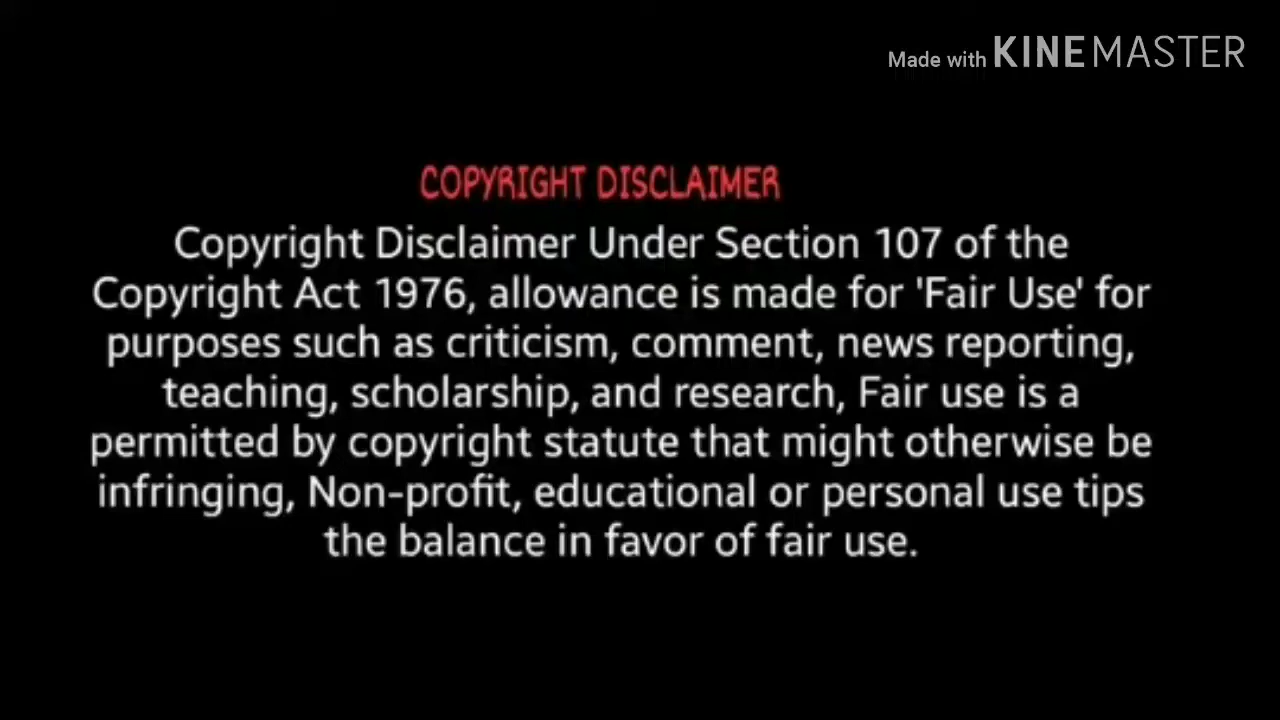 Made with KINEMASTER
COPYRIGHT DISCLAIMER
Copyright Disclaimer Under Section 107 of the
Copyright Act 1976, allowance is made for 'Fair Use' for
purposes such as criticism, comment, news reporting,
teaching, scholarship, and research, Fair use is a
permitted by copyright statute that might otherwise be
infringing, Non-profit, educational or personal use tips
the balance in favor of fair use.